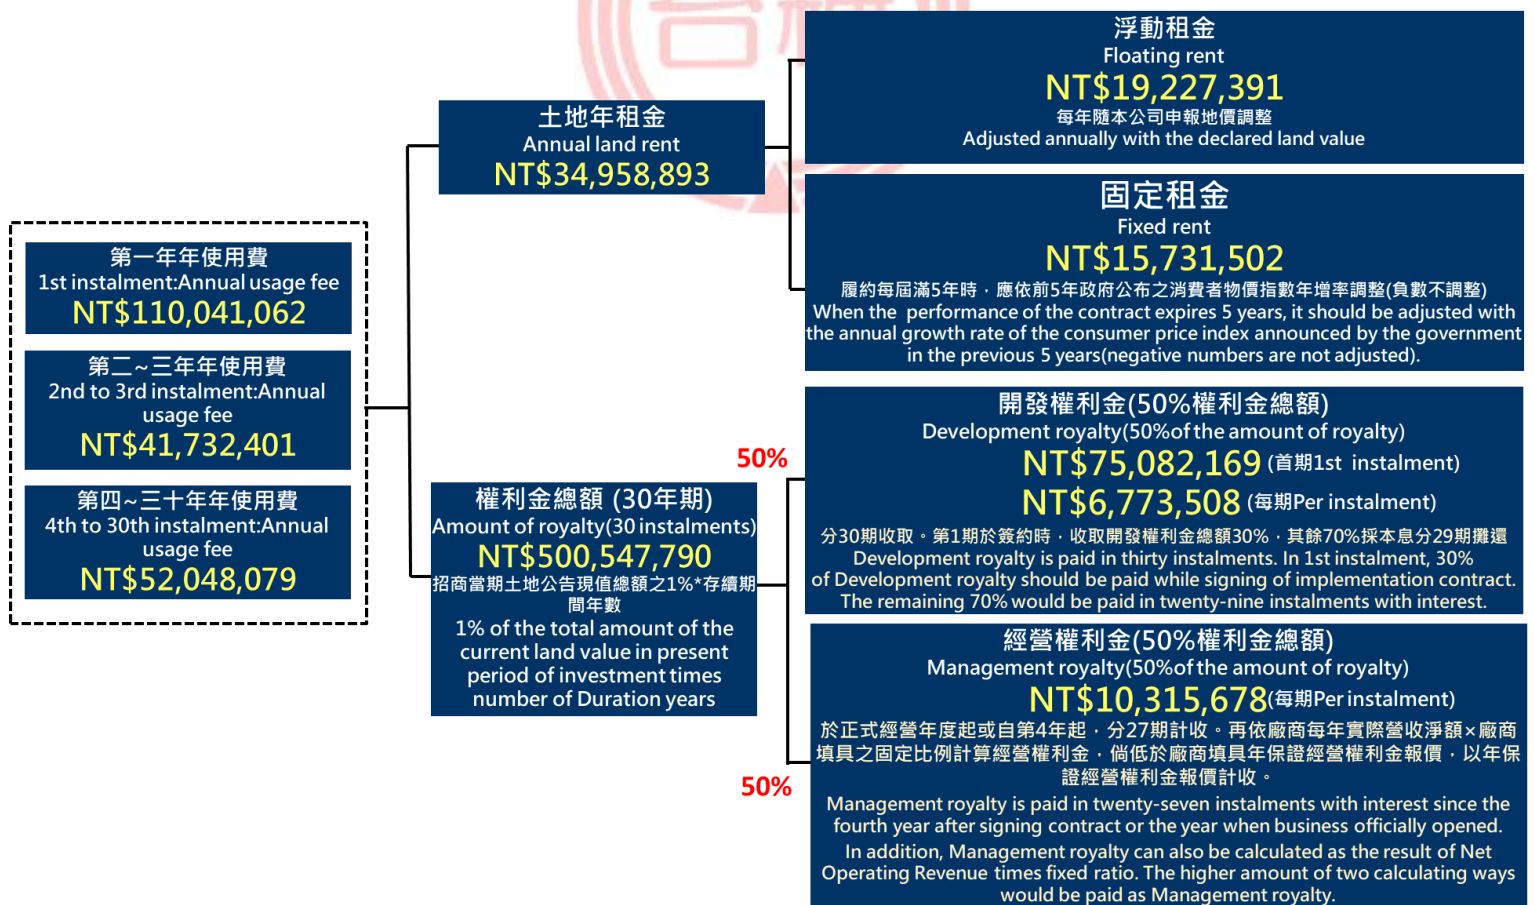 第一年年使用費
1st instalment:Annual usage fee
NT$110,041,062
第二~三年年使用費
2nd to 3rd instalment:Annual
usage fee
NT$41,732,401
第四~三十年年使用費
4th to 30th instalment:Annual
usage fee
NT$52,048,079
土地年租金
Annual land rent
NT$34,958,893
浮動租金
Floating rent
NT$19,227,391
每年隨本公司申報地價調整
Adjusted annually with the declared land value
固定租金
Fixed rent
NT$15,731,502
履約每屆滿5年時，應依前5年政府公布之消費者物價指數年增率調整(負數不調整)
When the performance of the contract expires 5 years, it should be adjusted with
the annual growth rate of the consumer price index announced by the government
in the previous 5 years(negative numbers are not adjusted).
權利金總額 (30年期)
Amount of royalty(30 instalments)
NT$500,547,790
招商當期土地公告現值總額之1%*存續期
間年數
1% of the total amount of the
current land value in present
period of investment times
number of Duration years
50%
開發權利金(50%權利金總額)
Development royalty(50%of the amount of royalty)
NT$75,082,169 (首期1st instalment)
NT$6,773,508 (每期Per instalment)
分30期收取。第1期於簽約時，收取開發權利金總額30%，其餘70%採本息分29期攤還
Development royalty is paid in thirty instalments. In 1st instalment, 30%
of Development royalty should be paid while signing of implementation contract.
The remaining 70% would be paid in twenty-nine instalments with interest.
50%
經營權利金(50%權利金總額)
Management royalty(50%of the amount of royalty)
NT$10,315,678(每期Per instalment)
於正式經營年度起或自第4年起，分27期計收。再依廠商每年實際營收淨額×廠商
填具之固定比例計算經營權利金，倘低於廠商填具年保證經營權利金報價，以年保
證經營權利金報價計收。
Management royalty is paid in twenty-seven instalments with interest since the
fourth year after signing contract or the year when business officially opened.
In addition, Management royalty can also be calculated as the result of Net
Operating Revenue times fixed ratio. The higher amount of two calculating ways
would be paid as Management royalty.